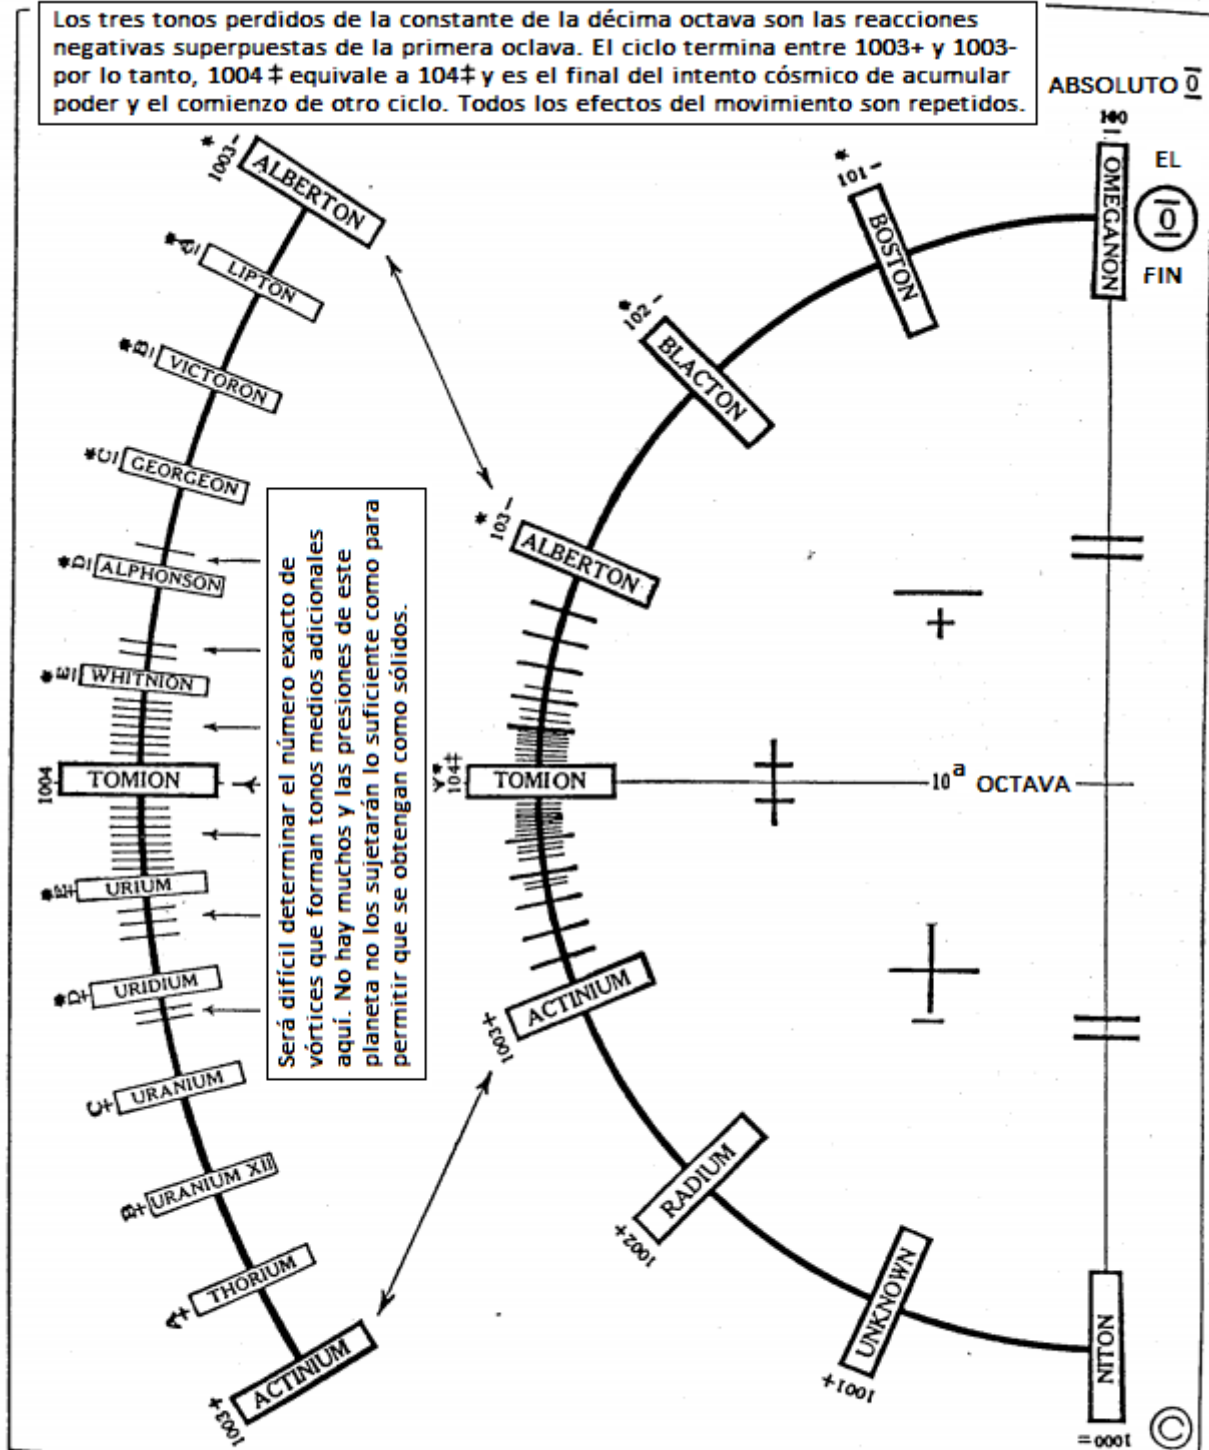 Los tres tonos perdidos de la constante de la décima octava son las reacciones
negativas superpuestas de la primera oclava. El ciclo termina entre 1003+ y 1003-
por lo tanto, 1004‡ equivale a 104‡ y es el final del intento cósmico de acumular
poder y el comienzo de otro ciclo. Todos los efectos del movimiento son repetidos.
ABSOLUTO 0
EL
0
FIN
OMEGANON
* 101-
BOSTON
* 102-
BLACTON
* 103-
ALBERTON
* 104‡
TOMION
10ª OCTAVA
1003+
ACTINIUM
1002+
RADIUM
1001+
UNKNOWN
1000=
NITON
©
* 1003-
ALBERTON
*A-
LIPTON
*B-
VICTORON
*C-
GEORGEON
*D-
ALPHONSON
*E-
WHITNION
1004
TOMION
*E+
URIUM
*D+
URIDIUM
C+
URANIUM
B+
URANIUM XII
A+
THORIUM
1003+
ACTINIUM
Será difícil determinar el número exacto de
vórtices que forman tonos medios adicionales
aquí. No hay muchos y las presiones de este
planeta no los sujetarán lo suficiente como para
permitir que se obtengan como sólidos.